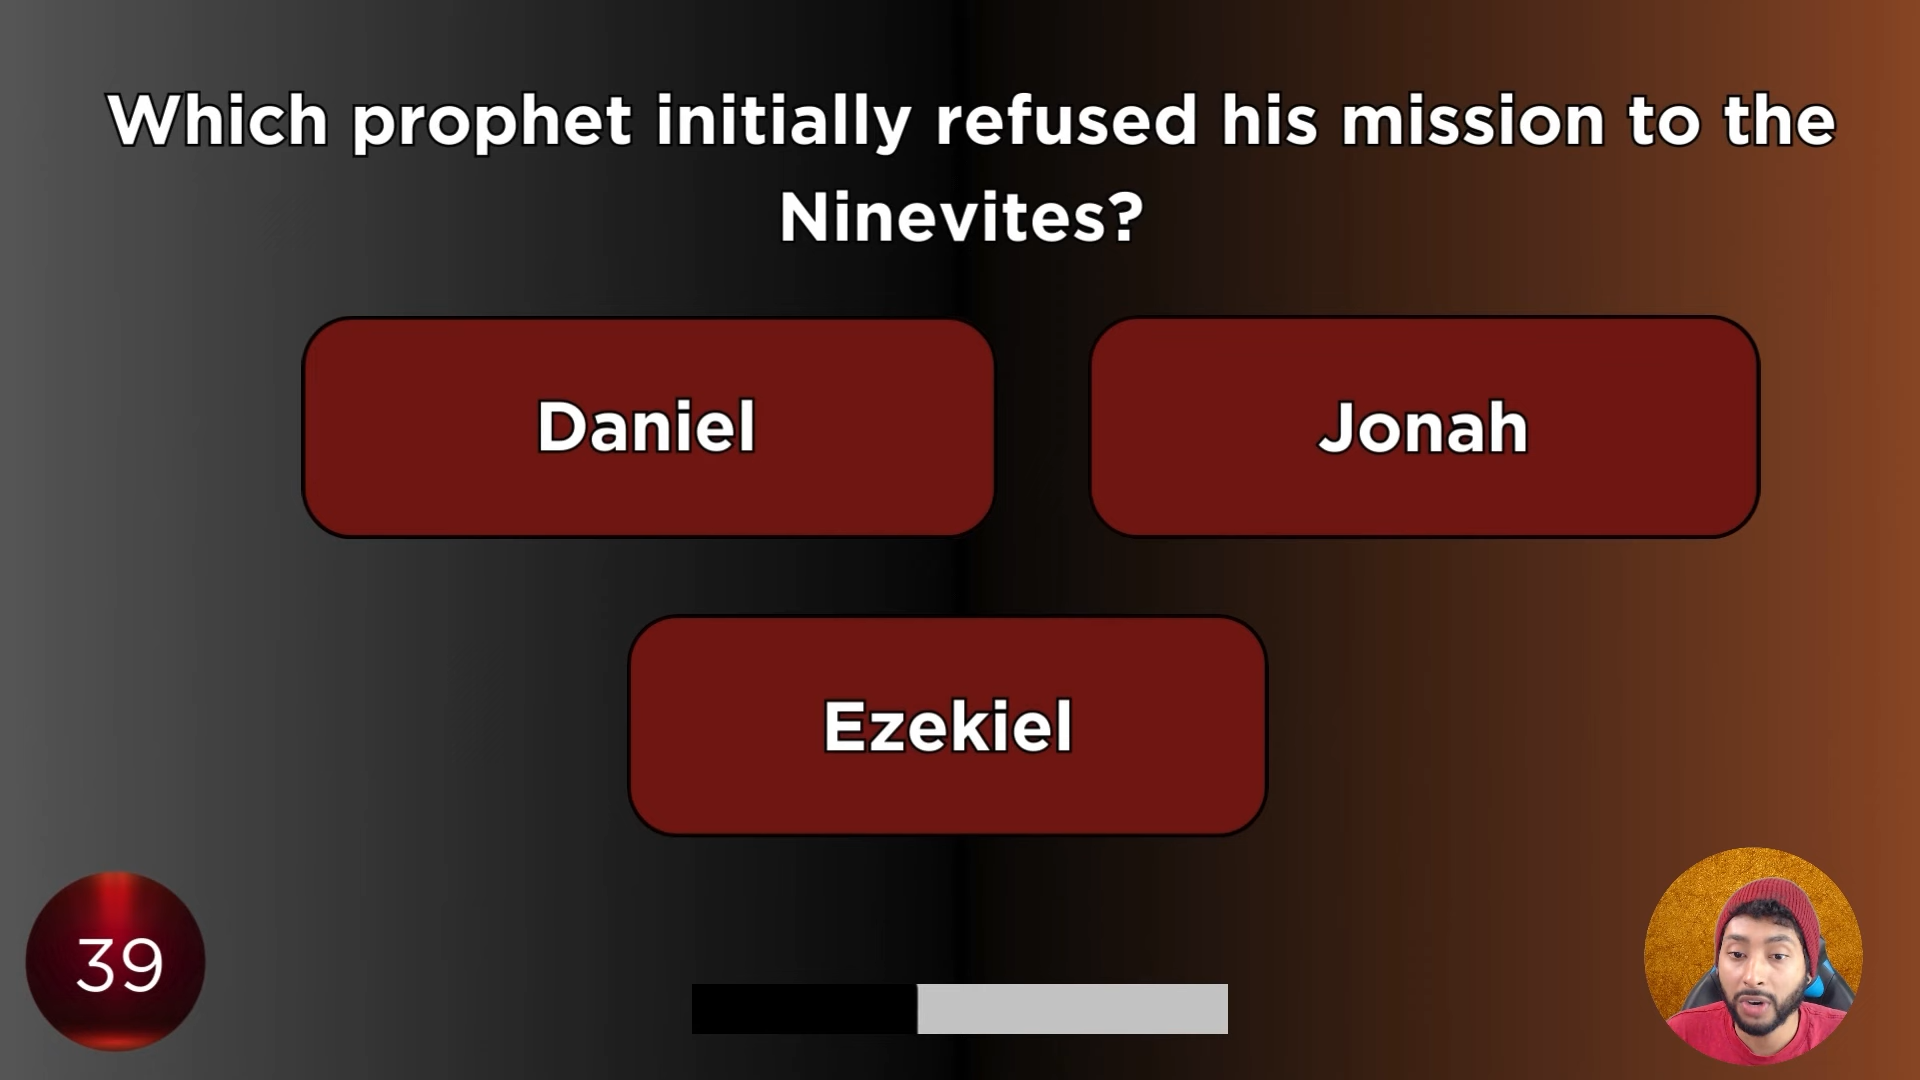 Which prophet initially refused his mission to the
Ninevites?
Daniel
Jonah
Ezekiel
39